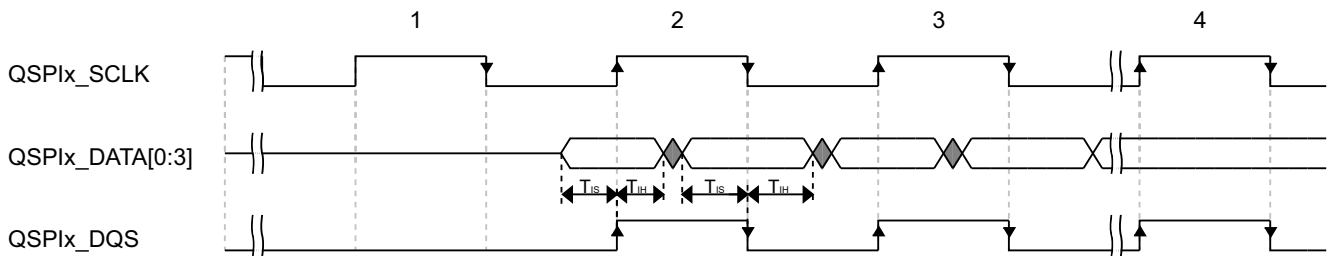 1 2 3 4
QSPIx_SCLK
QSPIx_DATA[0:3]
TIS TIH TIS TIH
QSPIx_DQS